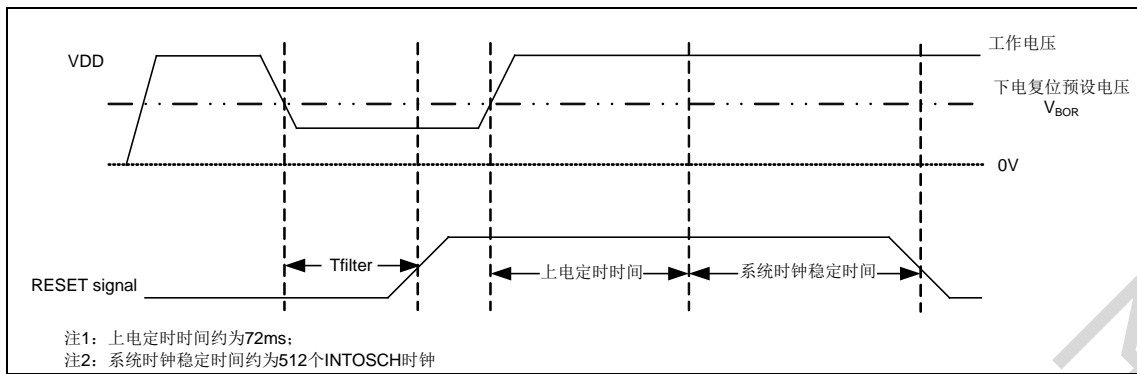 VDD
工作电压
下电复位预设电压
VBOR
0V
Tfilter
上电定时时间
系统时钟稳定时间
RESET signal
注1：上电定时时间约为72ms；
注2：系统时钟稳定时间约为512个INTOSCH时钟